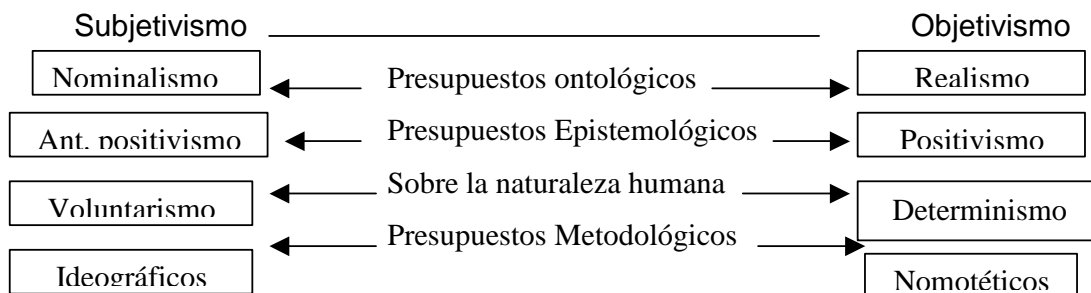 Subjetivismo Objetivismo
Nominalismo Presupuestos ontológicos Realismo
Ant. positivismo Presupuestos Epistemológicos Positivismo
Voluntarismo Sobre la naturaleza humana Determinismo
Ideográficos Presupuestos Metodológicos Nomotéticos